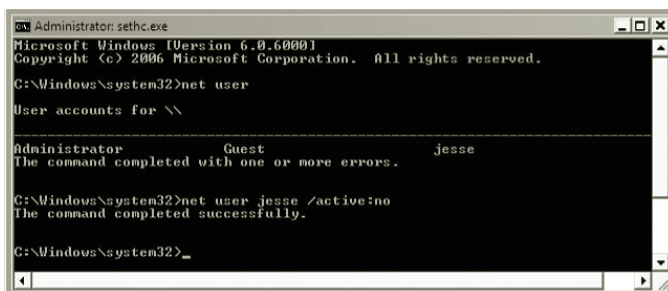 Administrator: sethc.exe
Microsoft Windows [Version 6.0.6000]
Copyright (c) 2006 Microsoft Corporation.  All rights reserved.
C:\Windows\system32>net user
User accounts for \\
Administrator            Guest                    jesse
The command completed with one or more errors.
C:\Windows\system32>net user jesse /active:no
The command completed successfully.
C:\Windows\system32>_